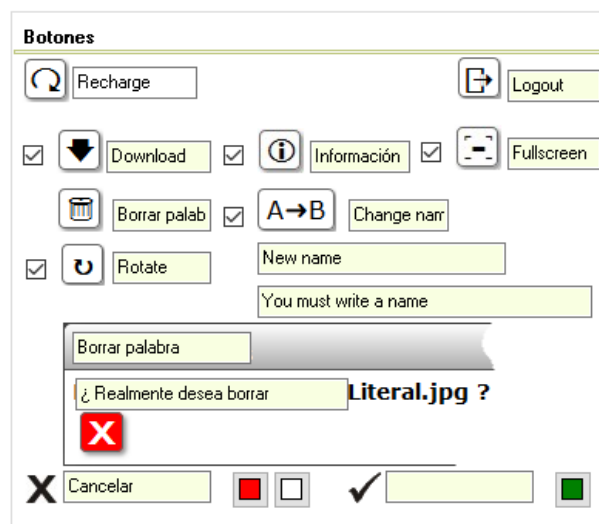 Botones
Recharge
Logout
Download
Información
Fullscreen
Borrar palab
A→B
Change nam
Rotate
New name
You must write a name
Borrar palabra
¿ Realmente desea borrar
Literal.jpg ?
X
Cancelar